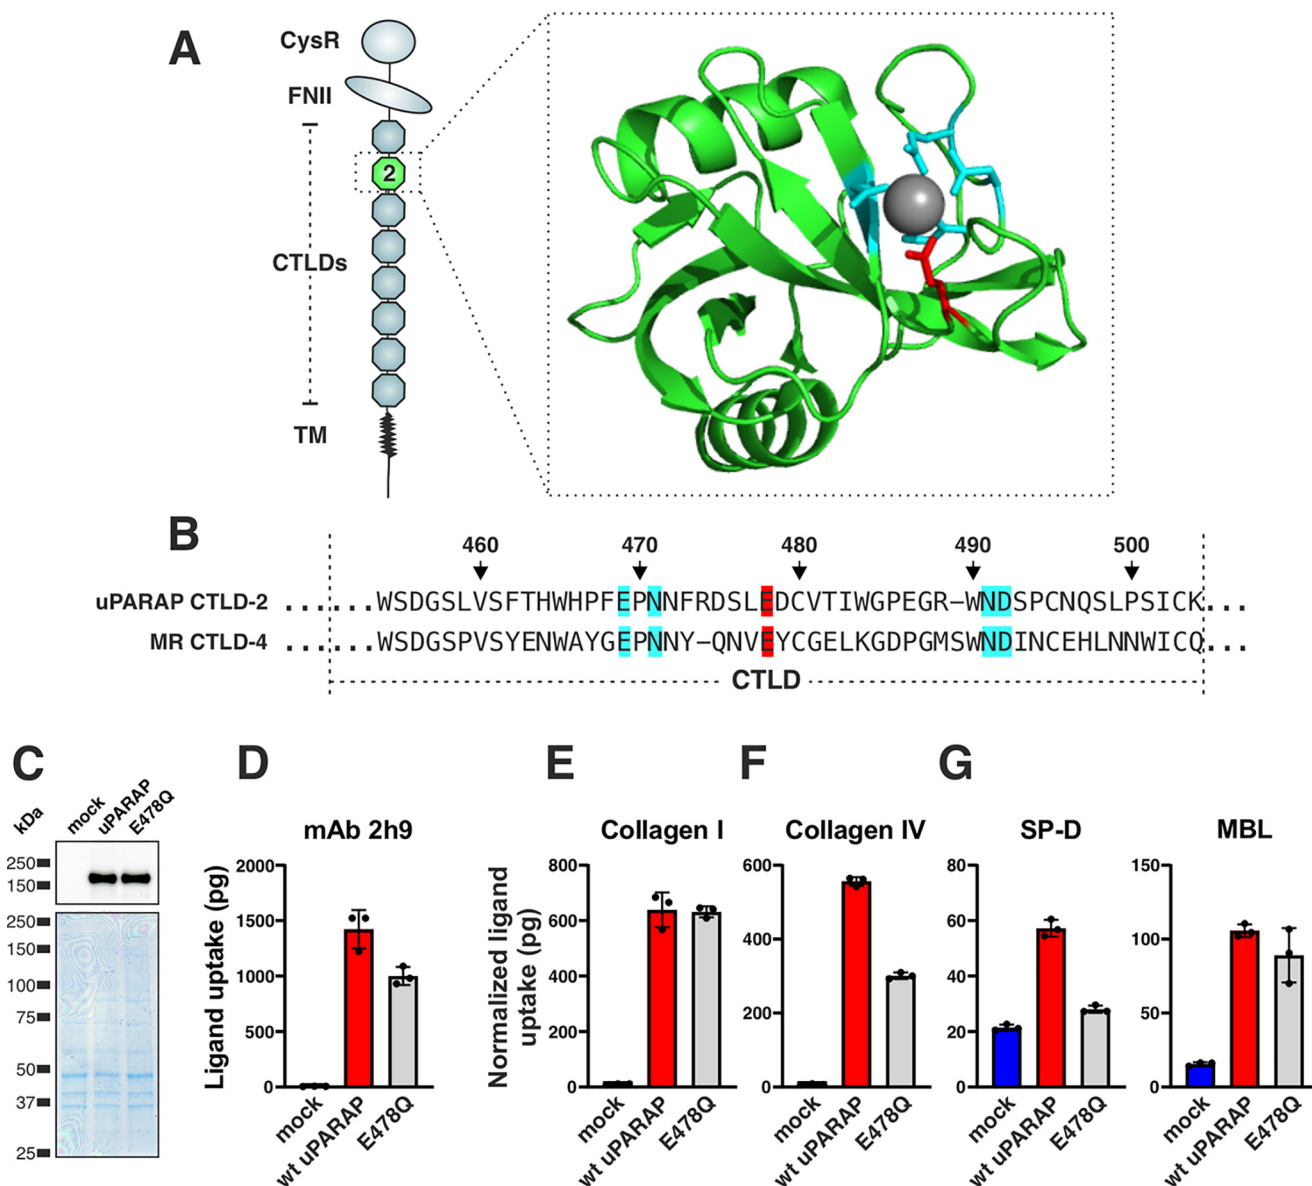 A
CysR
FNII
2
CTLDs
TM
B
460 470 480 490 500
uPARAP CTLD-2 ......WSDGSLVSFTHWHPFEPNNFRDSLEDCVTIWGPEGR–WNDSPCNQSLPSICK...
MR CTLD-4 ......WSDGSPVSYENWAYGEPNNY–QNVEYCGELKGDPGMSWNDINCEHLNNWICQ...
CTLD
C
kDa mock uPARAP E478Q
250
150
250
150
100
75
50
37
25
D
mAb 2h9
Ligand uptake (pg)
2000
1500
1000
500
0
mock wt uPARAP E478Q
E
Collagen I
Normalized ligand
uptake (pg)
800
600
400
200
0
mock wt uPARAP E478Q
F
Collagen IV
600
400
200
0
mock wt uPARAP E478Q
G
SP-D
80
60
40
20
0
mock wt uPARAP E478Q
MBL
150
100
50
0
mock wt uPARAP E478Q